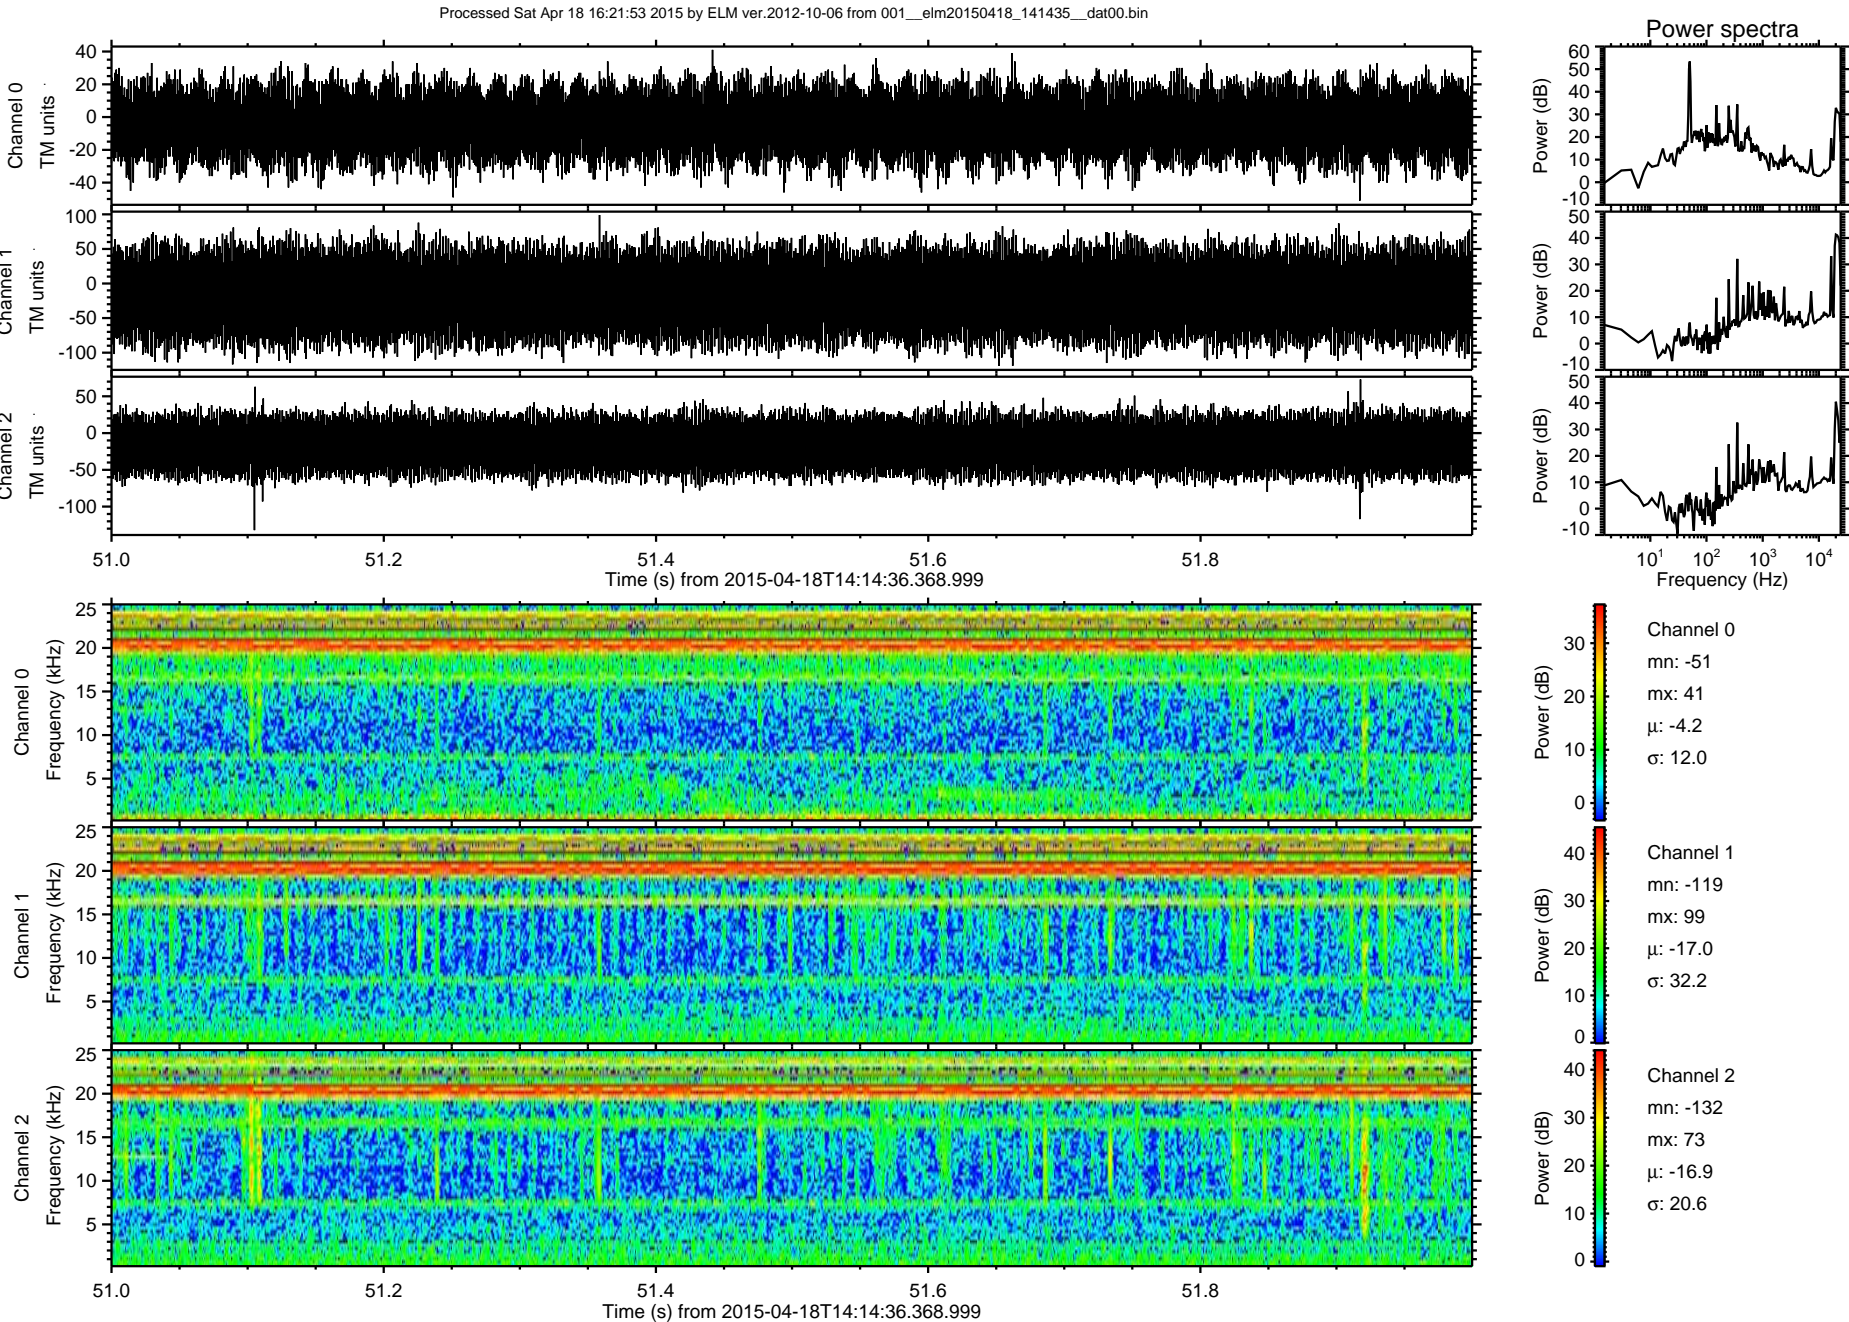 Processed Sat Apr 18 16:21:53 2015 by ELM ver.2012-10-06 from 001__elm20150418_141435__dat00.bin
Power spectra
Channel 0
TM units
40
20
0
-20
-40
Power (dB)
60
50
40
30
20
10
0
-10
Channel 1
TM units
100
50
0
-50
-100
Power (dB)
50
40
30
20
10
0
-10
Channel 2
TM units
50
0
-50
-100
Power (dB)
50
40
30
20
10
0
-10
51.0 51.2 51.4 51.6 51.8
Time (s) from 2015-04-18T14:14:36.368.999
10^1 10^2 10^3 10^4
Frequency (Hz)
Channel 0
Frequency (kHz)
25
20
15
10
5
Power (dB)
30
20
10
0
Channel 0
mn: -51
mx: 41
μ: -4.2
σ: 12.0
Channel 1
Frequency (kHz)
25
20
15
10
5
Power (dB)
40
30
20
10
0
Channel 1
mn: -119
mx: 99
μ: -17.0
σ: 32.2
Channel 2
Frequency (kHz)
25
20
15
10
5
Power (dB)
40
30
20
10
0
Channel 2
mn: -132
mx: 73
μ: -16.9
σ: 20.6
51.0 51.2 51.4 51.6 51.8
Time (s) from 2015-04-18T14:14:36.368.999